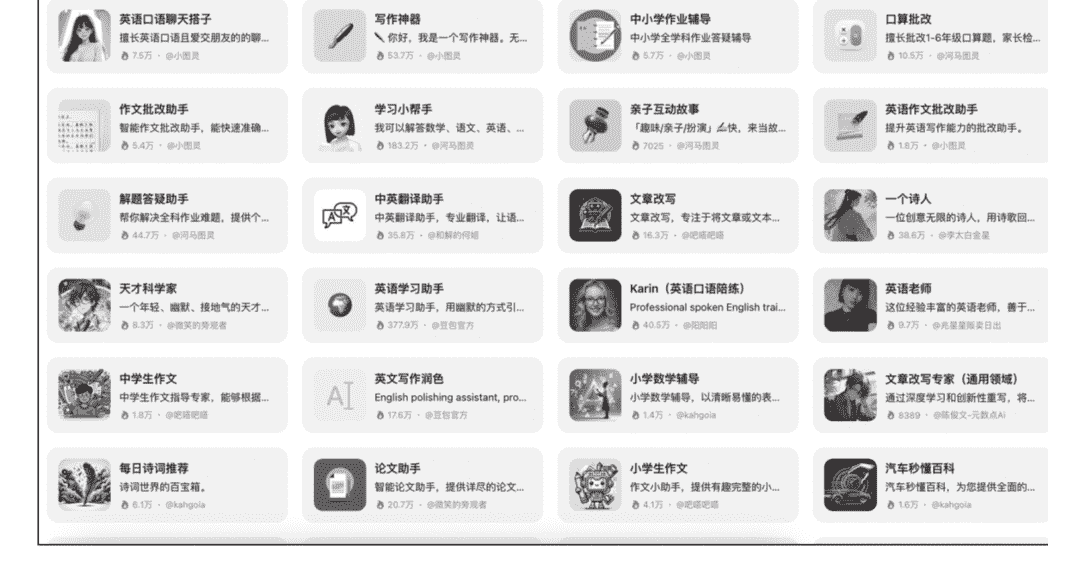 英语口语聊天搭子
擅长英语口语且爱交朋友的的聊...
7.5万 · @小图灵
写作神器
你好，我是一个写作神器。无...
53.7万 · @小图灵
中小学作业辅导
中小学全学科作业答疑辅导
5.7万 · @小图灵
口算批改
擅长批改1-6年级口算题，家长检...
10.5万 · @河马图灵
作文批改助手
智能作文批改助手，能快速准确...
5.4万 · @小图灵
学习小帮手
我可以解答数学、语文、英语、...
183.2万 · @河马图灵
亲子互动故事
「趣味/亲子/扮演」✍快，来当故...
7025 · @河马图灵
英语作文批改助手
提升英语写作能力的批改助手。
1.8万 · @小图灵
解题答疑助手
帮你解决全科作业难题，提供个...
44.7万 · @河马图灵
中英翻译助手
中英翻译助手，专业翻译，让语...
35.8万 · @和解的何姐
文章改写
文章改写，专注于将文章或文本...
16.3万 · @吧嗒吧嗒
一个诗人
一位创意无限的诗人，用诗歌回...
38.6万 · @李太白金星
天才科学家
一个年轻、幽默、接地气的天才...
8.3万 · @微笑的旁观者
英语学习助手
英语学习助手，用幽默的方式引...
377.9万 · @豆包官方
Karin（英语口语陪练）
Professional spoken English trai...
40.5万 · @阳阳阳
英语老师
这位经验丰富的英语老师，善于...
9.7万 · @兆星星贩卖日出
中学生作文
中学生作文指导专家，能够根据...
1.8万 · @吧嗒吧嗒
AI
英文写作润色
English polishing assistant, pro...
17.6万 · @豆包官方
小学数学辅导
小学数学辅导，以清晰易懂的表...
1.4万 · @kahgoia
文章改写专家（通用领域）
通过深度学习和创新性重写，将...
8389 · @陈俊文-元数点Ai
每日诗词推荐
诗词世界的百宝箱。
6.1万 · @kahgoia
论文助手
智能论文助手，提供详尽的论文...
20.7万 · @微笑的旁观者
小学生作文
作文小助手，提供有趣完整的小...
4.1万 · @吧嗒吧嗒
汽车秒懂百科
汽车秒懂百科，为您提供全面的...
1.6万 · @kahgoia